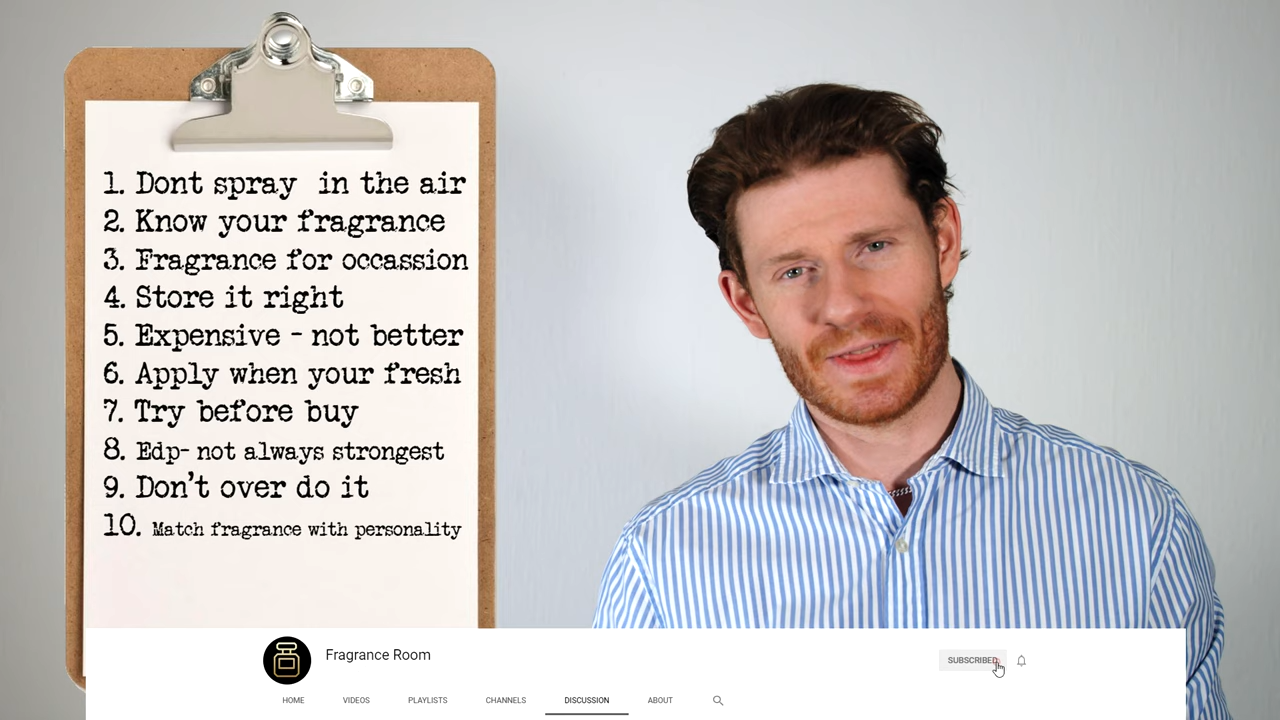 1. Dont spray in the air
2. Know your fragrance
3. Fragrance for occassion
4. Store it right
5. Expensive - not better
6. Apply when your fresh
7. Try before buy
8. Edp- not always strongest
9. Don't over do it
10. Match fragrance with personality
Fragrance Room
SUBSCRIBED
HOME VIDEOS PLAYLISTS CHANNELS DISCUSSION ABOUT